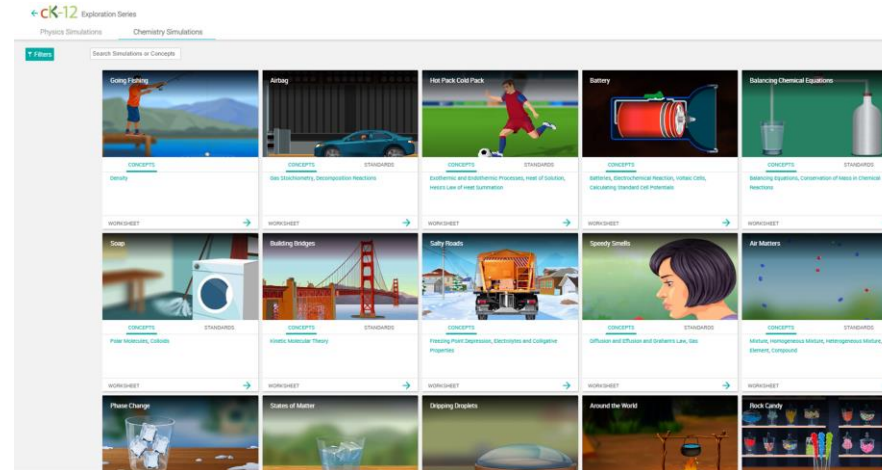 ← cK-12 Exploration Series
Physics Simulations Chemistry Simulations
Filters Search Simulations or Concepts
Going Fishing Airbag Hot Pack Cold Pack Battery Balancing Chemical Equations
CONCEPTS CONCEPTS STANDARDS CONCEPTS STANDARDS CONCEPTS CONCEPTS STANDARDS
Density Gas Stoichiometry, Decomposition Reactions Exothermic and Endothermic Processes, Heat of Solution, Batteries, Electrochemical Reaction, Voltaic Cells, Balancing Equations, Conservation of Mass in Chemical
Hess's Law of Heat Summation Calculating Standard Cell Potentials Reactions
WORKSHEET → WORKSHEET → WORKSHEET → WORKSHEET → WORKSHEET
Soap Building Bridges Salty Roads Speedy Smells Air Matters
CONCEPTS STANDARDS CONCEPTS STANDARDS CONCEPTS STANDARDS CONCEPTS STANDARDS CONCEPTS STANDARDS
Polar Molecules, Colloids Kinetic Molecular Theory Freezing Point Depression, Electrolytes and Colligative Diffusion and Effusion and Graham's Law, Gas Mixture, Homogeneous Mixture, Heterogeneous Mixture,
Properties Element, Compound
WORKSHEET → WORKSHEET → WORKSHEET → WORKSHEET → WORKSHEET
Phase Change States of Matter Dripping Droplets Around the World Rock Candy